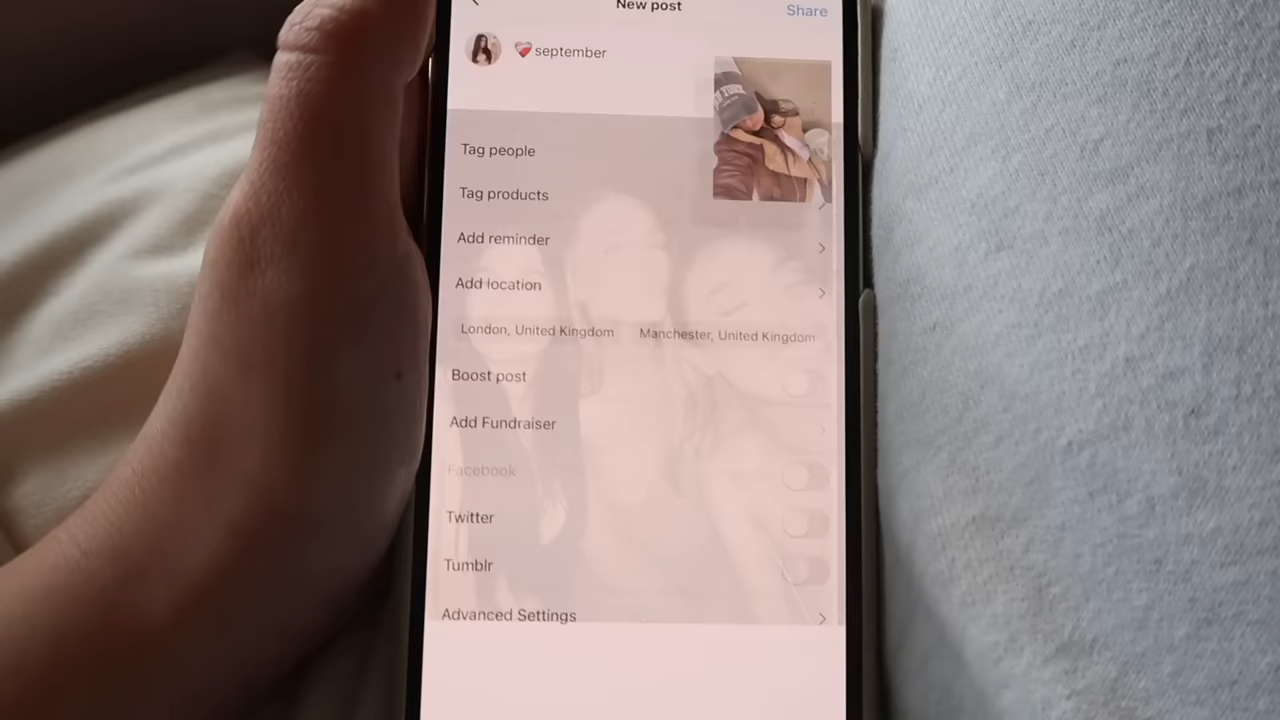 New post
Share
❤️‍🩹september
Tag people
Tag products
Add reminder
Add location
London, United Kingdom
Manchester, United Kingdom
Boost post
Add Fundraiser
Facebook
Twitter
Tumblr
Advanced Settings